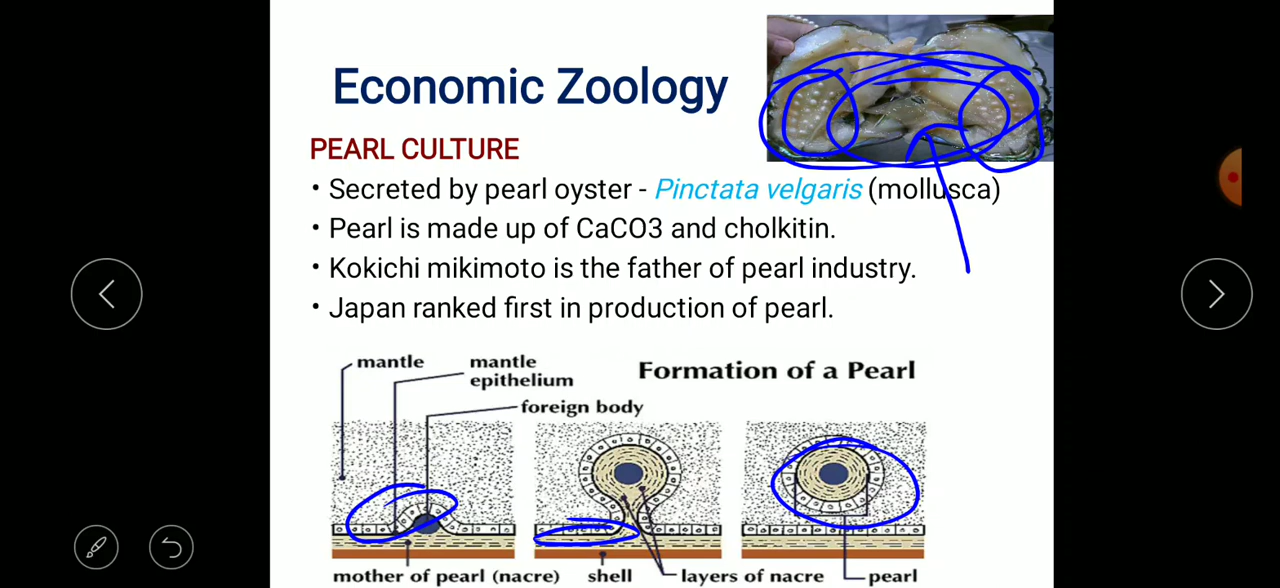 Economic Zoology
PEARL CULTURE
• Secreted by pearl oyster - Pinctata velgaris (mollusca)
• Pearl is made up of CaCO3 and cholkitin.
• Kokichi mikimoto is the father of pearl industry.
• Japan ranked first in production of pearl.
Formation of a Pearl
mantle
mantle
epithelium
foreign body
mother of pearl (nacre)
shell
layers of nacre
pearl